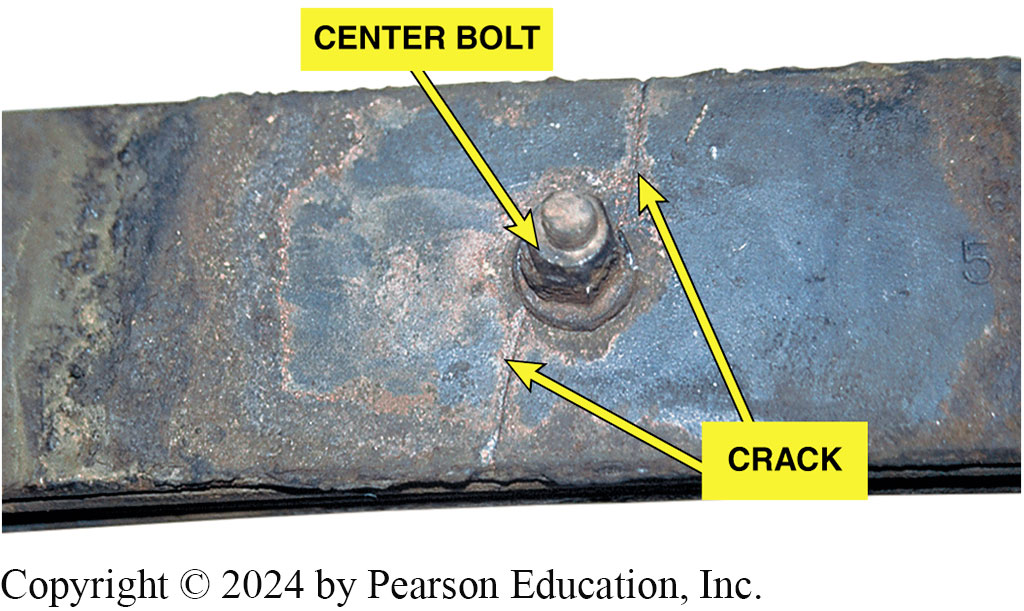 CENTER BOLT
5
CRACK
Copyright © 2024 by Pearson Education, Inc.